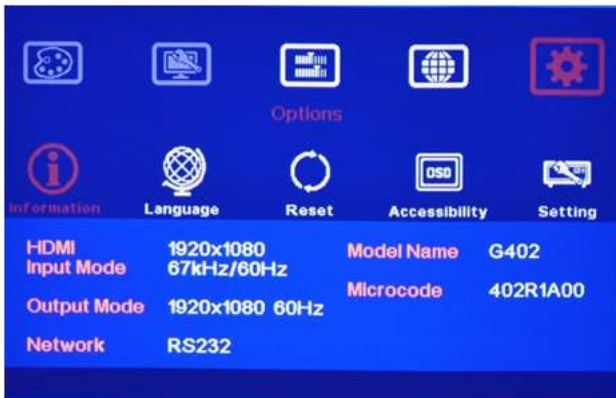 Options
OSD
Information
Language
Reset
Accessibility
Setting
HDMI
Input Mode
1920x1080
67kHz/60Hz
Model Name
G402
Microcode
402R1A00
Output Mode
1920x1080 60Hz
Network
RS232